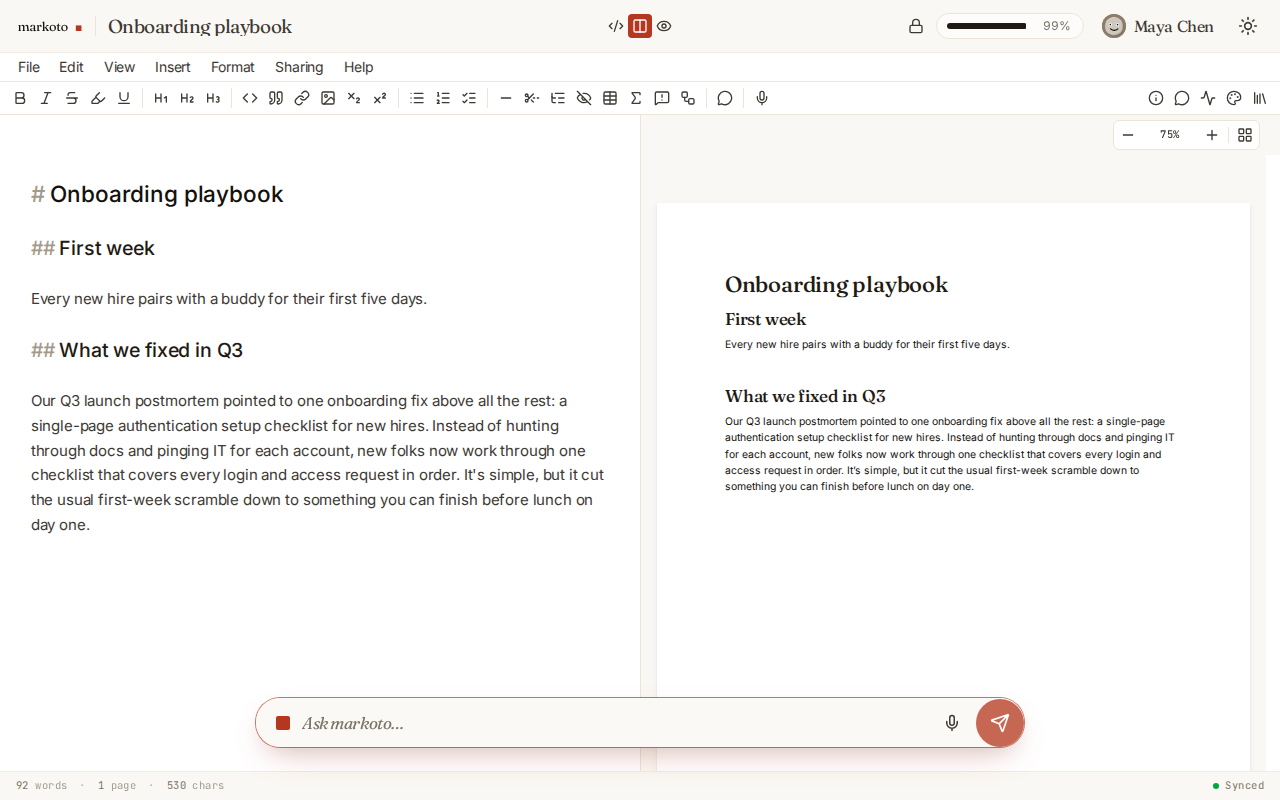 markoto
Onboarding playbook
99%
Maya Chen
File Edit View Insert Format Sharing Help
H1 H2 H3
75%
# Onboarding playbook
## First week
Every new hire pairs with a buddy for their first five days.
## What we fixed in Q3
Our Q3 launch postmortem pointed to one onboarding fix above all the rest: a
single-page authentication setup checklist for new hires. Instead of hunting
through docs and pinging IT for each account, new folks now work through one
checklist that covers every login and access request in order. It's simple, but it cut
the usual first-week scramble down to something you can finish before lunch on
day one.
Onboarding playbook
First week
Every new hire pairs with a buddy for their first five days.
What we fixed in Q3
Our Q3 launch postmortem pointed to one onboarding fix above all the rest: a single-page
authentication setup checklist for new hires. Instead of hunting through docs and pinging IT
for each account, new folks now work through one checklist that covers every login and
access request in order. It's simple, but it cut the usual first-week scramble down to
something you can finish before lunch on day one.
Ask markoto...
92 words · 1 page · 530 chars
Synced